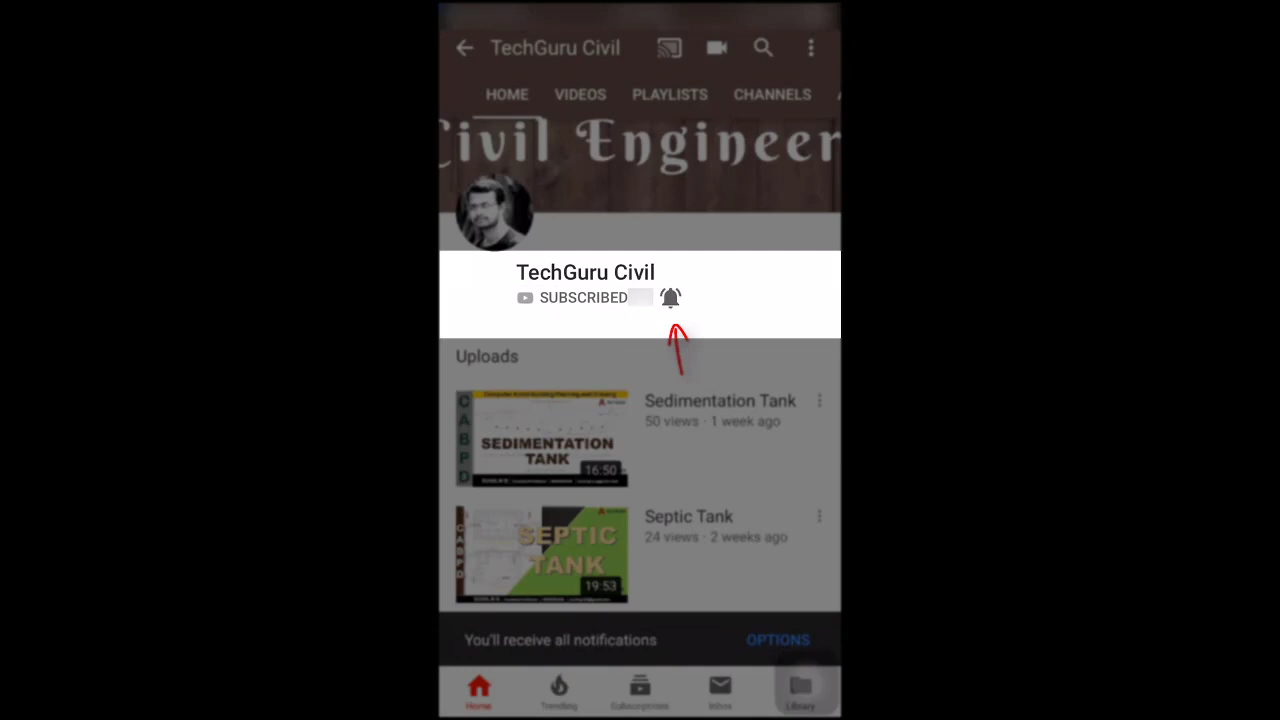 TechGuru Civil
HOME VIDEOS PLAYLISTS CHANNELS
Civil Engineer
TechGuru Civil
SUBSCRIBED
Uploads
CABPD
SEDIMENTATION
TANK
16:50
Sedimentation Tank
50 views · 1 week ago
SEPTIC
TANK
19:53
Septic Tank
24 views · 2 weeks ago
You'll receive all notifications OPTIONS
Home Trending Subscriptions Inbox Library